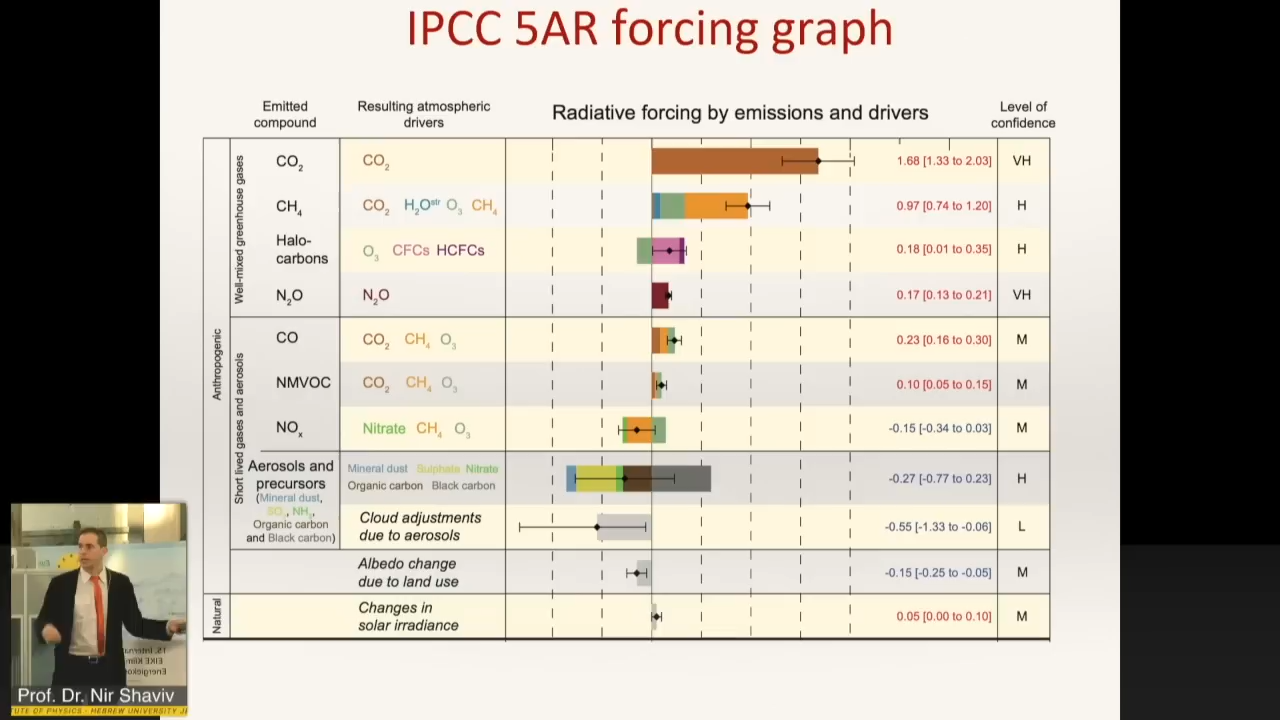 IPCC 5AR forcing graph
Emitted compound
Resulting atmospheric drivers
Radiative forcing by emissions and drivers
Level of confidence
Anthropogenic
Well-mixed greenhouse gases
CO₂ CO₂ 1.68 [1.33 to 2.03] VH
CH₄ CO₂ H₂Oˢᵗʳ O₃ CH₄ 0.97 [0.74 to 1.20] H
Halo-
carbons O₃ CFCs HCFCs 0.18 [0.01 to 0.35] H
N₂O N₂O 0.17 [0.13 to 0.21] VH
Short lived gases and aerosols
CO CO₂ CH₄ O₃ 0.23 [0.16 to 0.30] M
NMVOC CO₂ CH₄ O₃ 0.10 [0.05 to 0.15] M
NOₓ Nitrate CH₄ O₃ -0.15 [-0.34 to 0.03] M
Aerosols and
precursors
(Mineral dust,
SO₂, NH₃,
Organic carbon
and Black carbon)
Mineral dust Sulphate Nitrate
Organic carbon Black carbon
-0.27 [-0.77 to 0.23] H
Cloud adjustments
due to aerosols
-0.55 [-1.33 to -0.06] L
Albedo change
due to land use
-0.15 [-0.25 to -0.05] M
Natural
Changes in
solar irradiance
0.05 [0.00 to 0.10] M
Prof. Dr. Nir Shaviv
TUTE OF PHYSICS - HEBREW UNIVERSITY JE